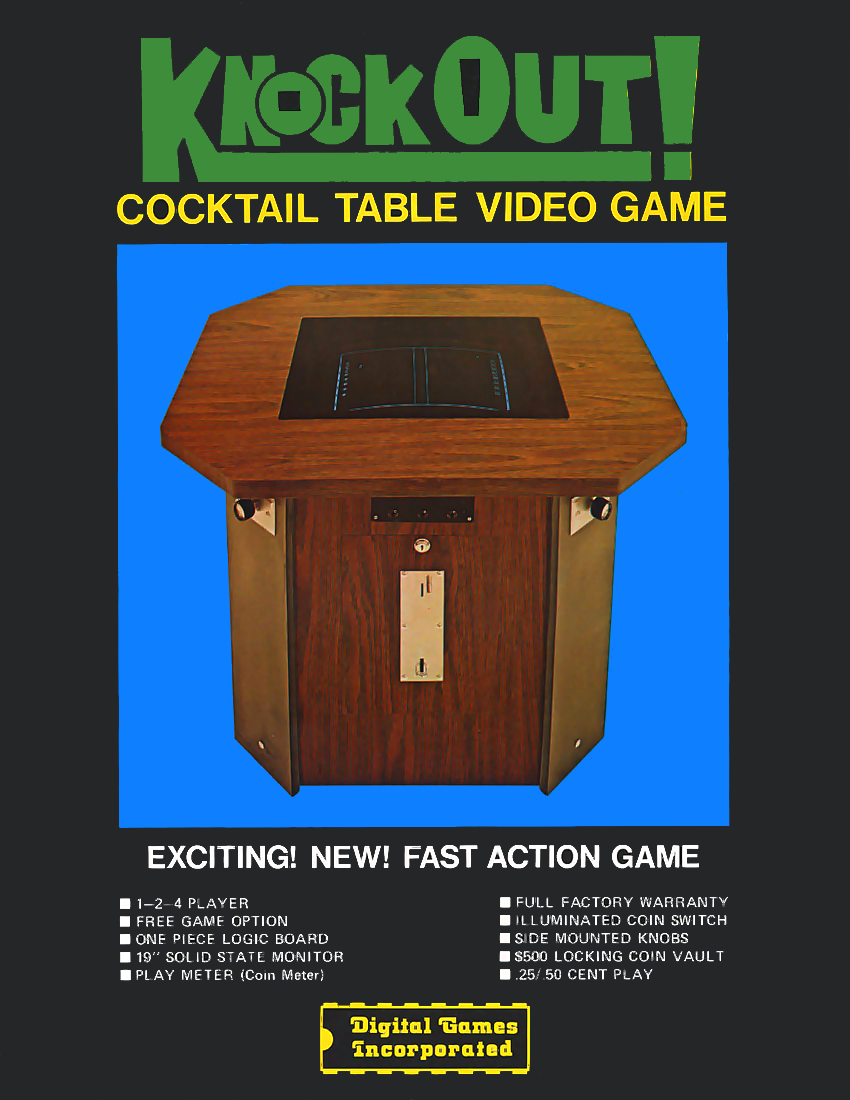 KNOCKOUT!
COCKTAIL TABLE VIDEO GAME
EXCITING! NEW! FAST ACTION GAME
1–2–4 PLAYER
FREE GAME OPTION
ONE PIECE LOGIC BOARD
19" SOLID STATE MONITOR
PLAY METER (Coin Meter)
FULL FACTORY WARRANTY
ILLUMINATED COIN SWITCH
SIDE MOUNTED KNOBS
$500 LOCKING COIN VAULT
.25/.50 CENT PLAY
Digital Games
Incorporated